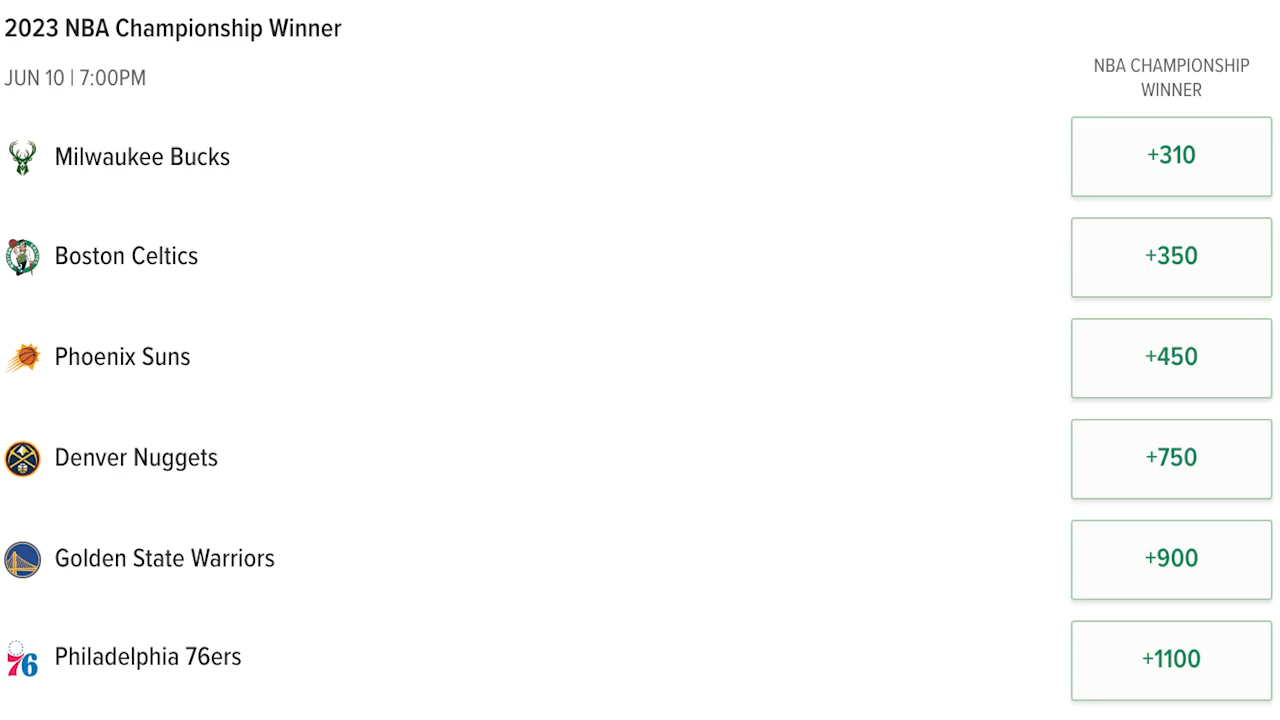 2023 NBA Championship Winner
JUN 10 | 7:00PM
NBA CHAMPIONSHIP
WINNER
Milwaukee Bucks +310
Boston Celtics +350
Phoenix Suns +450
Denver Nuggets +750
Golden State Warriors +900
76 Philadelphia 76ers +1100